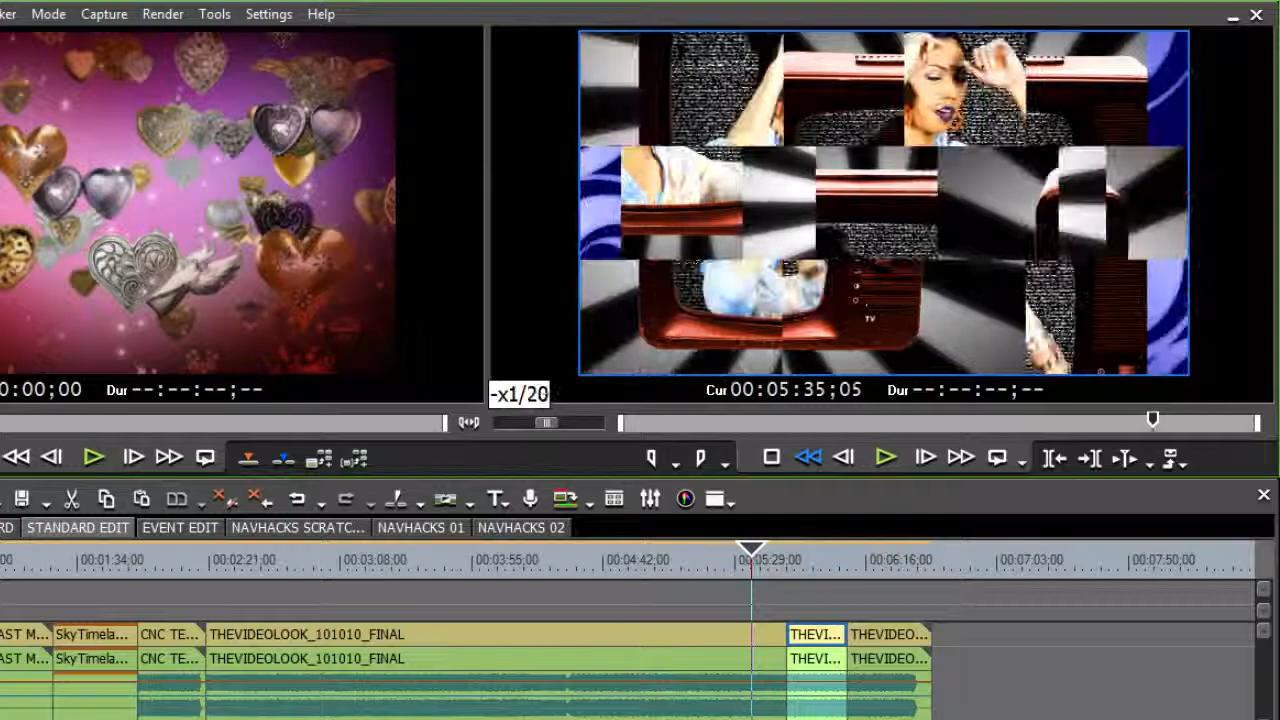 ker Mode Capture Render Tools Settings Help
TV
0:00;00 Dur --:--:--;--
-x1/20
Cur 00:05:35;05 Dur --:--:--;--
RD STANDARD EDIT EVENT EDIT NAVHACKS SCRATC... NAVHACKS 01 NAVHACKS 02
00 00:01:34;00 00:02:21;00 00:03:08;00 00:03:55;00 00:04:42;00 00:05:29;00 00:06:16;00 00:07:03;00 00:07:50;00
AST M... SkyTimela... CNC TE... THEVIDEOLOOK_101010_FINAL THEVI... THEVIDEO...
AST M... SkyTimela... CNC TE... THEVIDEOLOOK_101010_FINAL THEVI... THEVIDEO...